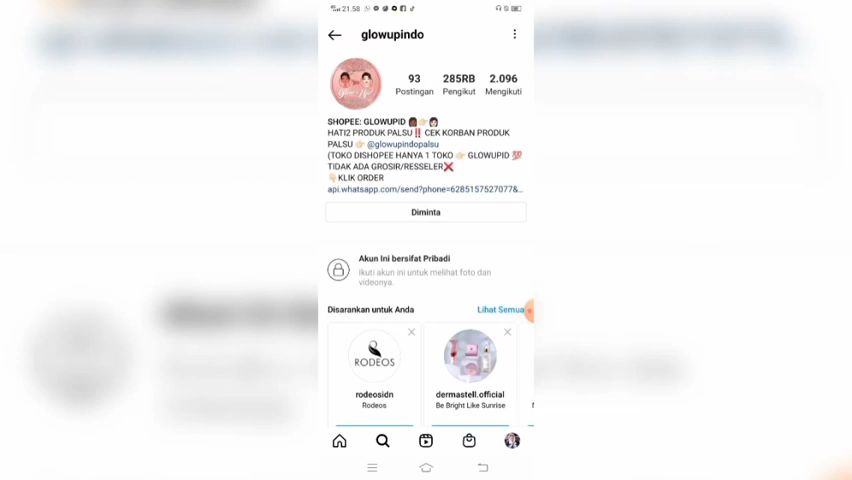 21.58
glowupindo
93 285RB 2.096
Postingan Pengikut Mengikuti
SHOPEE: GLOWUPID
HATI2 PRODUK PALSU‼️ CEK KORBAN PRODUK
PALSU 👉🏻 @glowupindopalsu
(TOKO DISHOPEE HANYA 1 TOKO 👉🏻 GLOWUPID 💯
TIDAK ADA GROSIR/RESSELER❌
👇🏻KLIK ORDER
api.whatsapp.com/send?phone=6285157527077&...
Diminta
Akun Ini bersifat Pribadi
Ikuti akun ini untuk melihat foto dan
videonya.
Disarankan untuk Anda Lihat Semua
RODEOS
rodeosidn dermastell.official
Rodeos Be Bright Like Sunrise